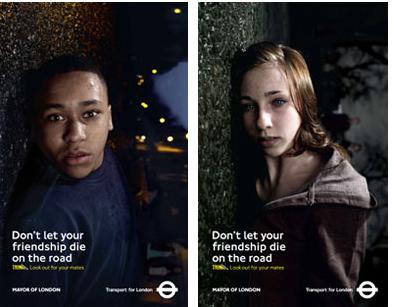 Don't let your
friendship die
on the road
THINK! Look out for your mates
MAYOR OF LONDON
Transport for London
Don't let your
friendship die
on the road
THINK! Look out for your mates
MAYOR OF LONDON
Transport for London